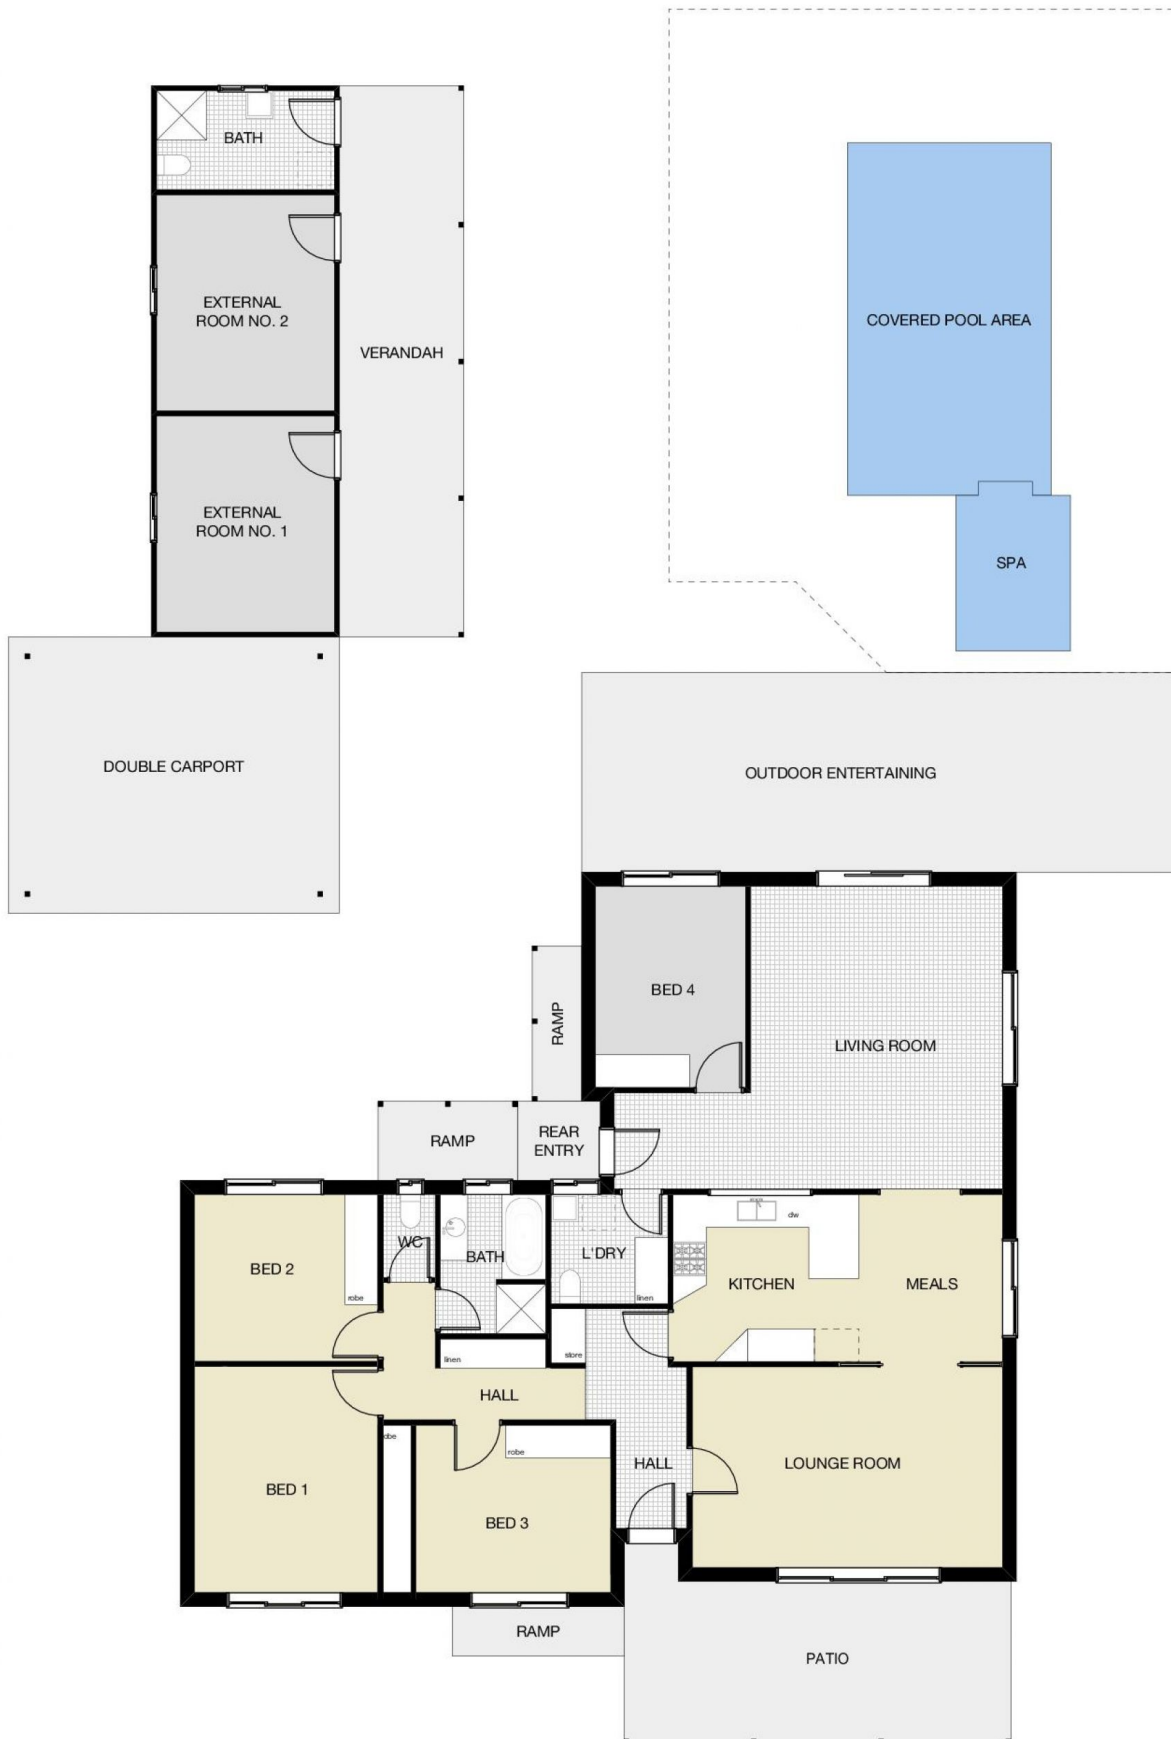 BATH
EXTERNAL
ROOM NO. 2
VERANDAH
COVERED POOL AREA
EXTERNAL
ROOM NO. 1
SPA
DOUBLE CARPORT
OUTDOOR ENTERTAINING
BED 4
RAMP
LIVING ROOM
RAMP
REAR
ENTRY
WC
BATH
L'DRY
dw
BED 2
KITCHEN
MEALS
robe
linen
linen
store
HALL
robe
BED 1
HALL
LOUNGE ROOM
BED 3
RAMP
PATIO